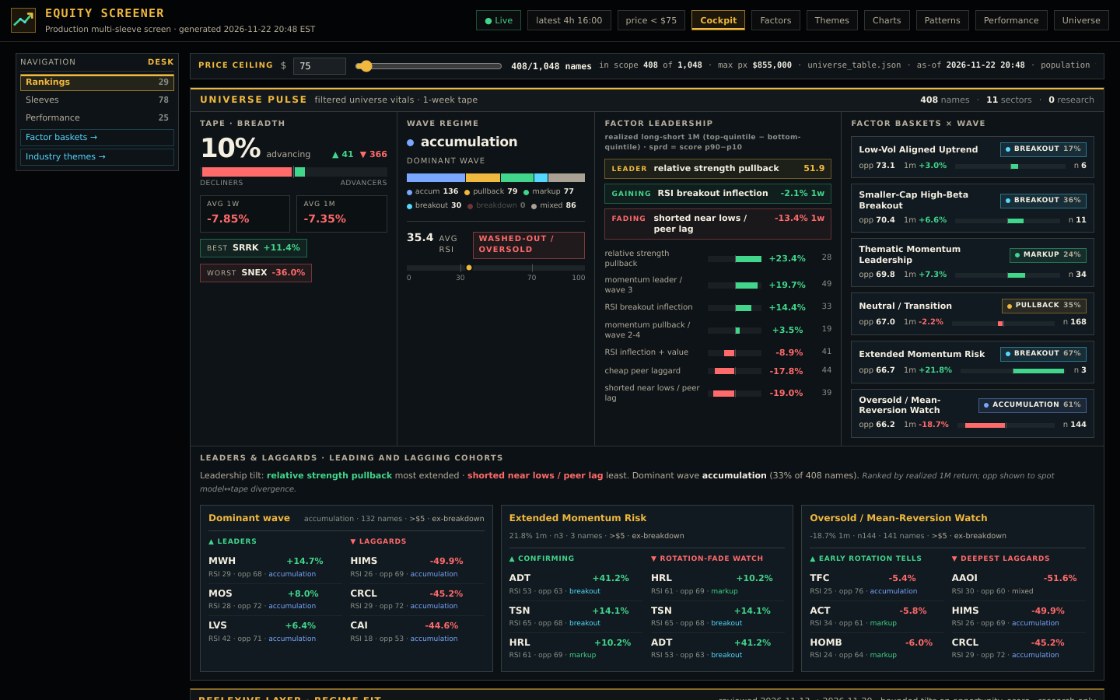 EQUITY SCREENER
Production multi-sleeve screen · generated 2026-11-22 20:48 EST
● Live
latest 4h 16:00
price < $75
Cockpit
Factors
Themes
Charts
Patterns
Performance
Universe
NAVIGATION DESK
Rankings 29
Sleeves 78
Performance 25
Factor baskets →
Industry themes →
PRICE CEILING $ 75 408/1,048 names in scope 408 of 1,048 · max px $855,000 · universe_table.json · as-of 2026-11-22 20:48 · population
UNIVERSE PULSE filtered universe vitals · 1-week tape 408 names · 11 sectors · 0 research
TAPE · BREADTH
10% advancing ▲ 41 ▼ 366
DECLINERS ADVANCERS
AVG 1W
-7.85%
AVG 1M
-7.35%
BEST SRRK +11.4%
WORST SNEX -36.0%
WAVE REGIME
● accumulation
DOMINANT WAVE
● accum 136 ● pullback 79 ● markup 77
● breakout 30 ● breakdown 0 ● mixed 86
35.4 AVG RSI
WASHED-OUT / OVERSOLD
0 30 70 100
FACTOR LEADERSHIP
realized long-short 1M (top-quintile − bottom-
quintile) · sprd = score p90−p10
LEADER relative strength pullback 51.9
GAINING RSI breakout inflection -2.1% 1w
FADING shorted near lows / peer lag -13.4% 1w
relative strength pullback +23.4% 28
momentum leader / wave 3 +19.7% 49
RSI breakout inflection +14.4% 33
momentum pullback / wave 2-4 +3.5% 19
RSI inflection + value -8.9% 41
cheap peer laggard -17.8% 44
shorted near lows / peer lag -19.0% 39
FACTOR BASKETS × WAVE
Low-Vol Aligned Uptrend ● BREAKOUT 17%
opp 73.1 1m +3.0% n 6
Smaller-Cap High-Beta Breakout ● BREAKOUT 36%
opp 70.4 1m +6.6% n 11
Thematic Momentum Leadership ● MARKUP 24%
opp 69.8 1m +7.3% n 34
Neutral / Transition ● PULLBACK 35%
opp 67.0 1m -2.2% n 168
Extended Momentum Risk ● BREAKOUT 67%
opp 66.7 1m +21.8% n 3
Oversold / Mean-Reversion Watch ● ACCUMULATION 61%
opp 66.2 1m -18.7% n 144
LEADERS & LAGGARDS · LEADING AND LAGGING COHORTS
Leadership tilt: relative strength pullback most extended · shorted near lows / peer lag least. Dominant wave accumulation (33% of 408 names). Ranked by realized 1M return; opp shown to spot
model↔tape divergence.
Dominant wave accumulation · 132 names · >$5 · ex-breakdown
▲ LEADERS ▼ LAGGARDS
MWH +14.7% HIMS -49.9%
RSI 29 · opp 68 · accumulation RSI 26 · opp 69 · accumulation
MOS +8.0% CRCL -45.2%
RSI 28 · opp 72 · accumulation RSI 29 · opp 72 · accumulation
LVS +6.4% CAI -44.6%
RSI 42 · opp 71 · accumulation RSI 18 · opp 53 · accumulation
Extended Momentum Risk
21.8% 1m · n3 · 3 names · >$5 · ex-breakdown
▲ CONFIRMING ▼ ROTATION-FADE WATCH
ADT +41.2% HRL +10.2%
RSI 53 · opp 63 · breakout RSI 61 · opp 69 · markup
TSN +14.1% TSN +14.1%
RSI 65 · opp 68 · breakout RSI 65 · opp 68 · breakout
HRL +10.2% ADT +41.2%
RSI 61 · opp 69 · markup RSI 53 · opp 63 · breakout
Oversold / Mean-Reversion Watch
-18.7% 1m · n144 · 141 names · >$5 · ex-breakdown
▲ EARLY ROTATION TELLS ▼ DEEPEST LAGGARDS
TFC -5.4% AAOI -51.6%
RSI 25 · opp 76 · accumulation RSI 30 · opp 60 · mixed
ACT -5.8% HIMS -49.9%
RSI 34 · opp 61 · markup RSI 26 · opp 69 · accumulation
HOMB -6.0% CRCL -45.2%
RSI 24 · opp 64 · markup RSI 29 · opp 72 · accumulation